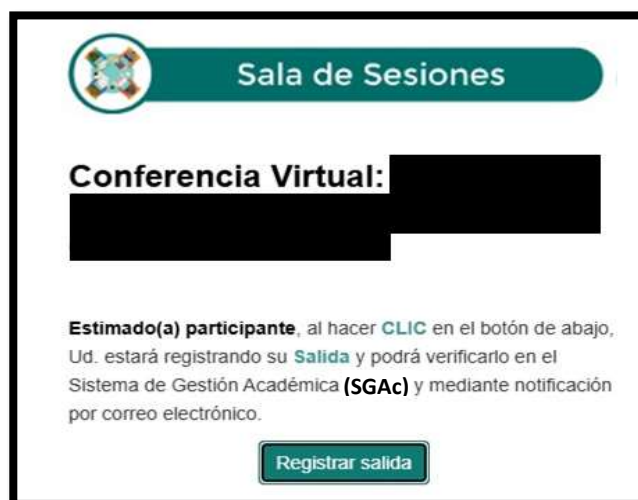 Sala de Sesiones
Conferencia Virtual:
Estimado(a) participante, al hacer CLIC en el botón de abajo,
Ud. estará registrando su Salida y podrá verificarlo en el
Sistema de Gestión Académica (SGAc) y mediante notificación
por correo electrónico.
Registrar salida